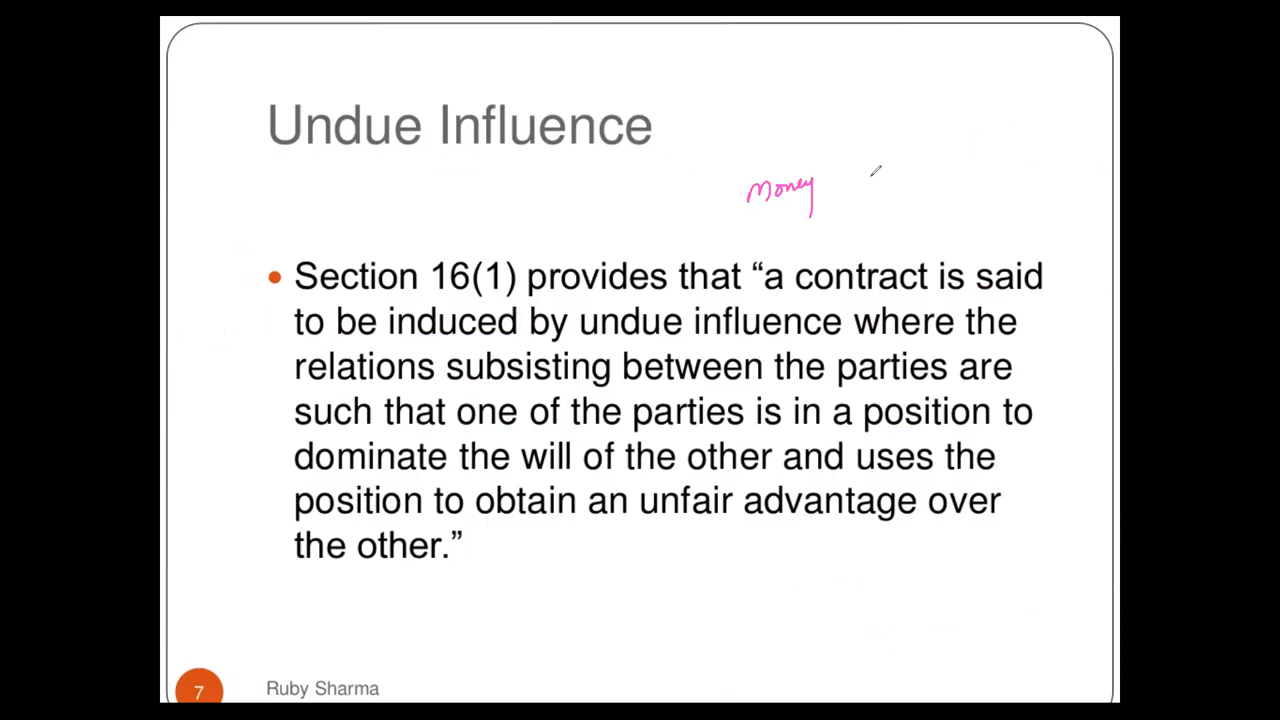 Undue Influence
Money
• Section 16(1) provides that “a contract is said
to be induced by undue influence where the
relations subsisting between the parties are
such that one of the parties is in a position to
dominate the will of the other and uses the
position to obtain an unfair advantage over
the other.”
7 Ruby Sharma